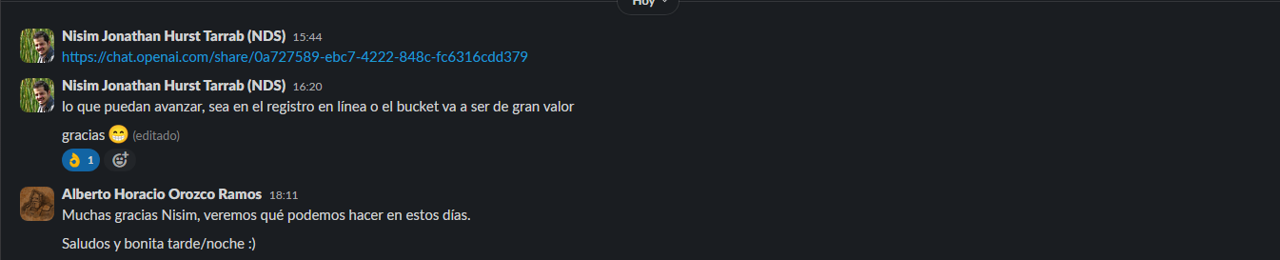 Hoy
Nisim Jonathan Hurst Tarrab (NDS) 15:44
https://chat.openai.com/share/0a727589-ebc7-4222-848c-fc6316cdd379
Nisim Jonathan Hurst Tarrab (NDS) 16:20
lo que puedan avanzar, sea en el registro en línea o el bucket va a ser de gran valor
gracias 😁 (editado)
👌 1
Alberto Horacio Orozco Ramos 18:11
Muchas gracias Nisim, veremos qué podemos hacer en estos días.
Saludos y bonita tarde/noche :)